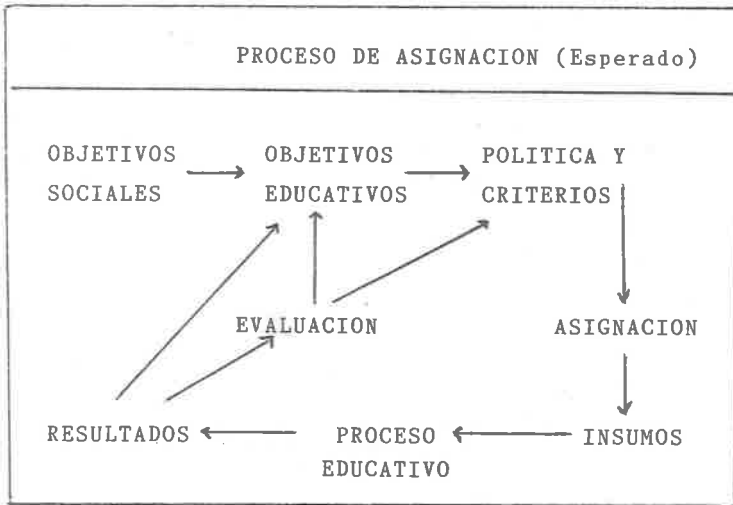 PROCESO DE ASIGNACION (Esperado)
OBJETIVOS
SOCIALES
OBJETIVOS
EDUCATIVOS
POLITICA Y
CRITERIOS
EVALUACION
ASIGNACION
RESULTADOS
PROCESO
EDUCATIVO
INSUMOS